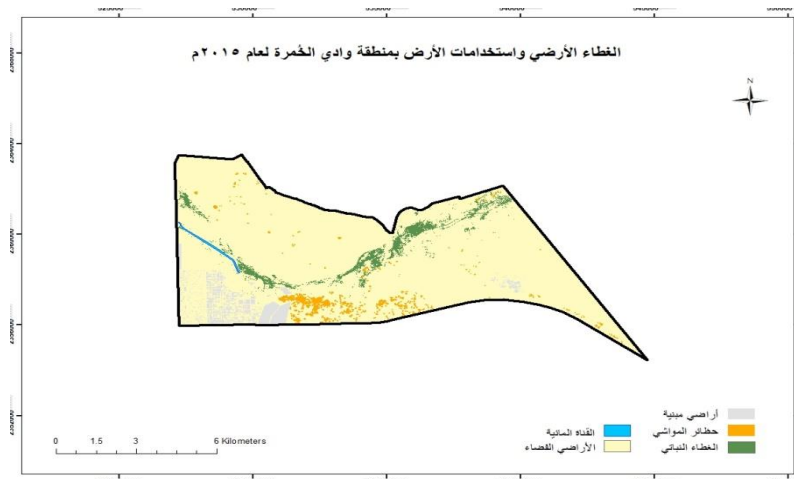 الغطاء الأرضي واستخدامات الأرض بمنطقة وادي الخُمرة لعام ٢٠١٥م
N
أراضي مبنية
حظائر المواشي
الغطاء النباتي
القناة المائية
الأراضي الفضاء
0 1.5 3 6 Kilometers